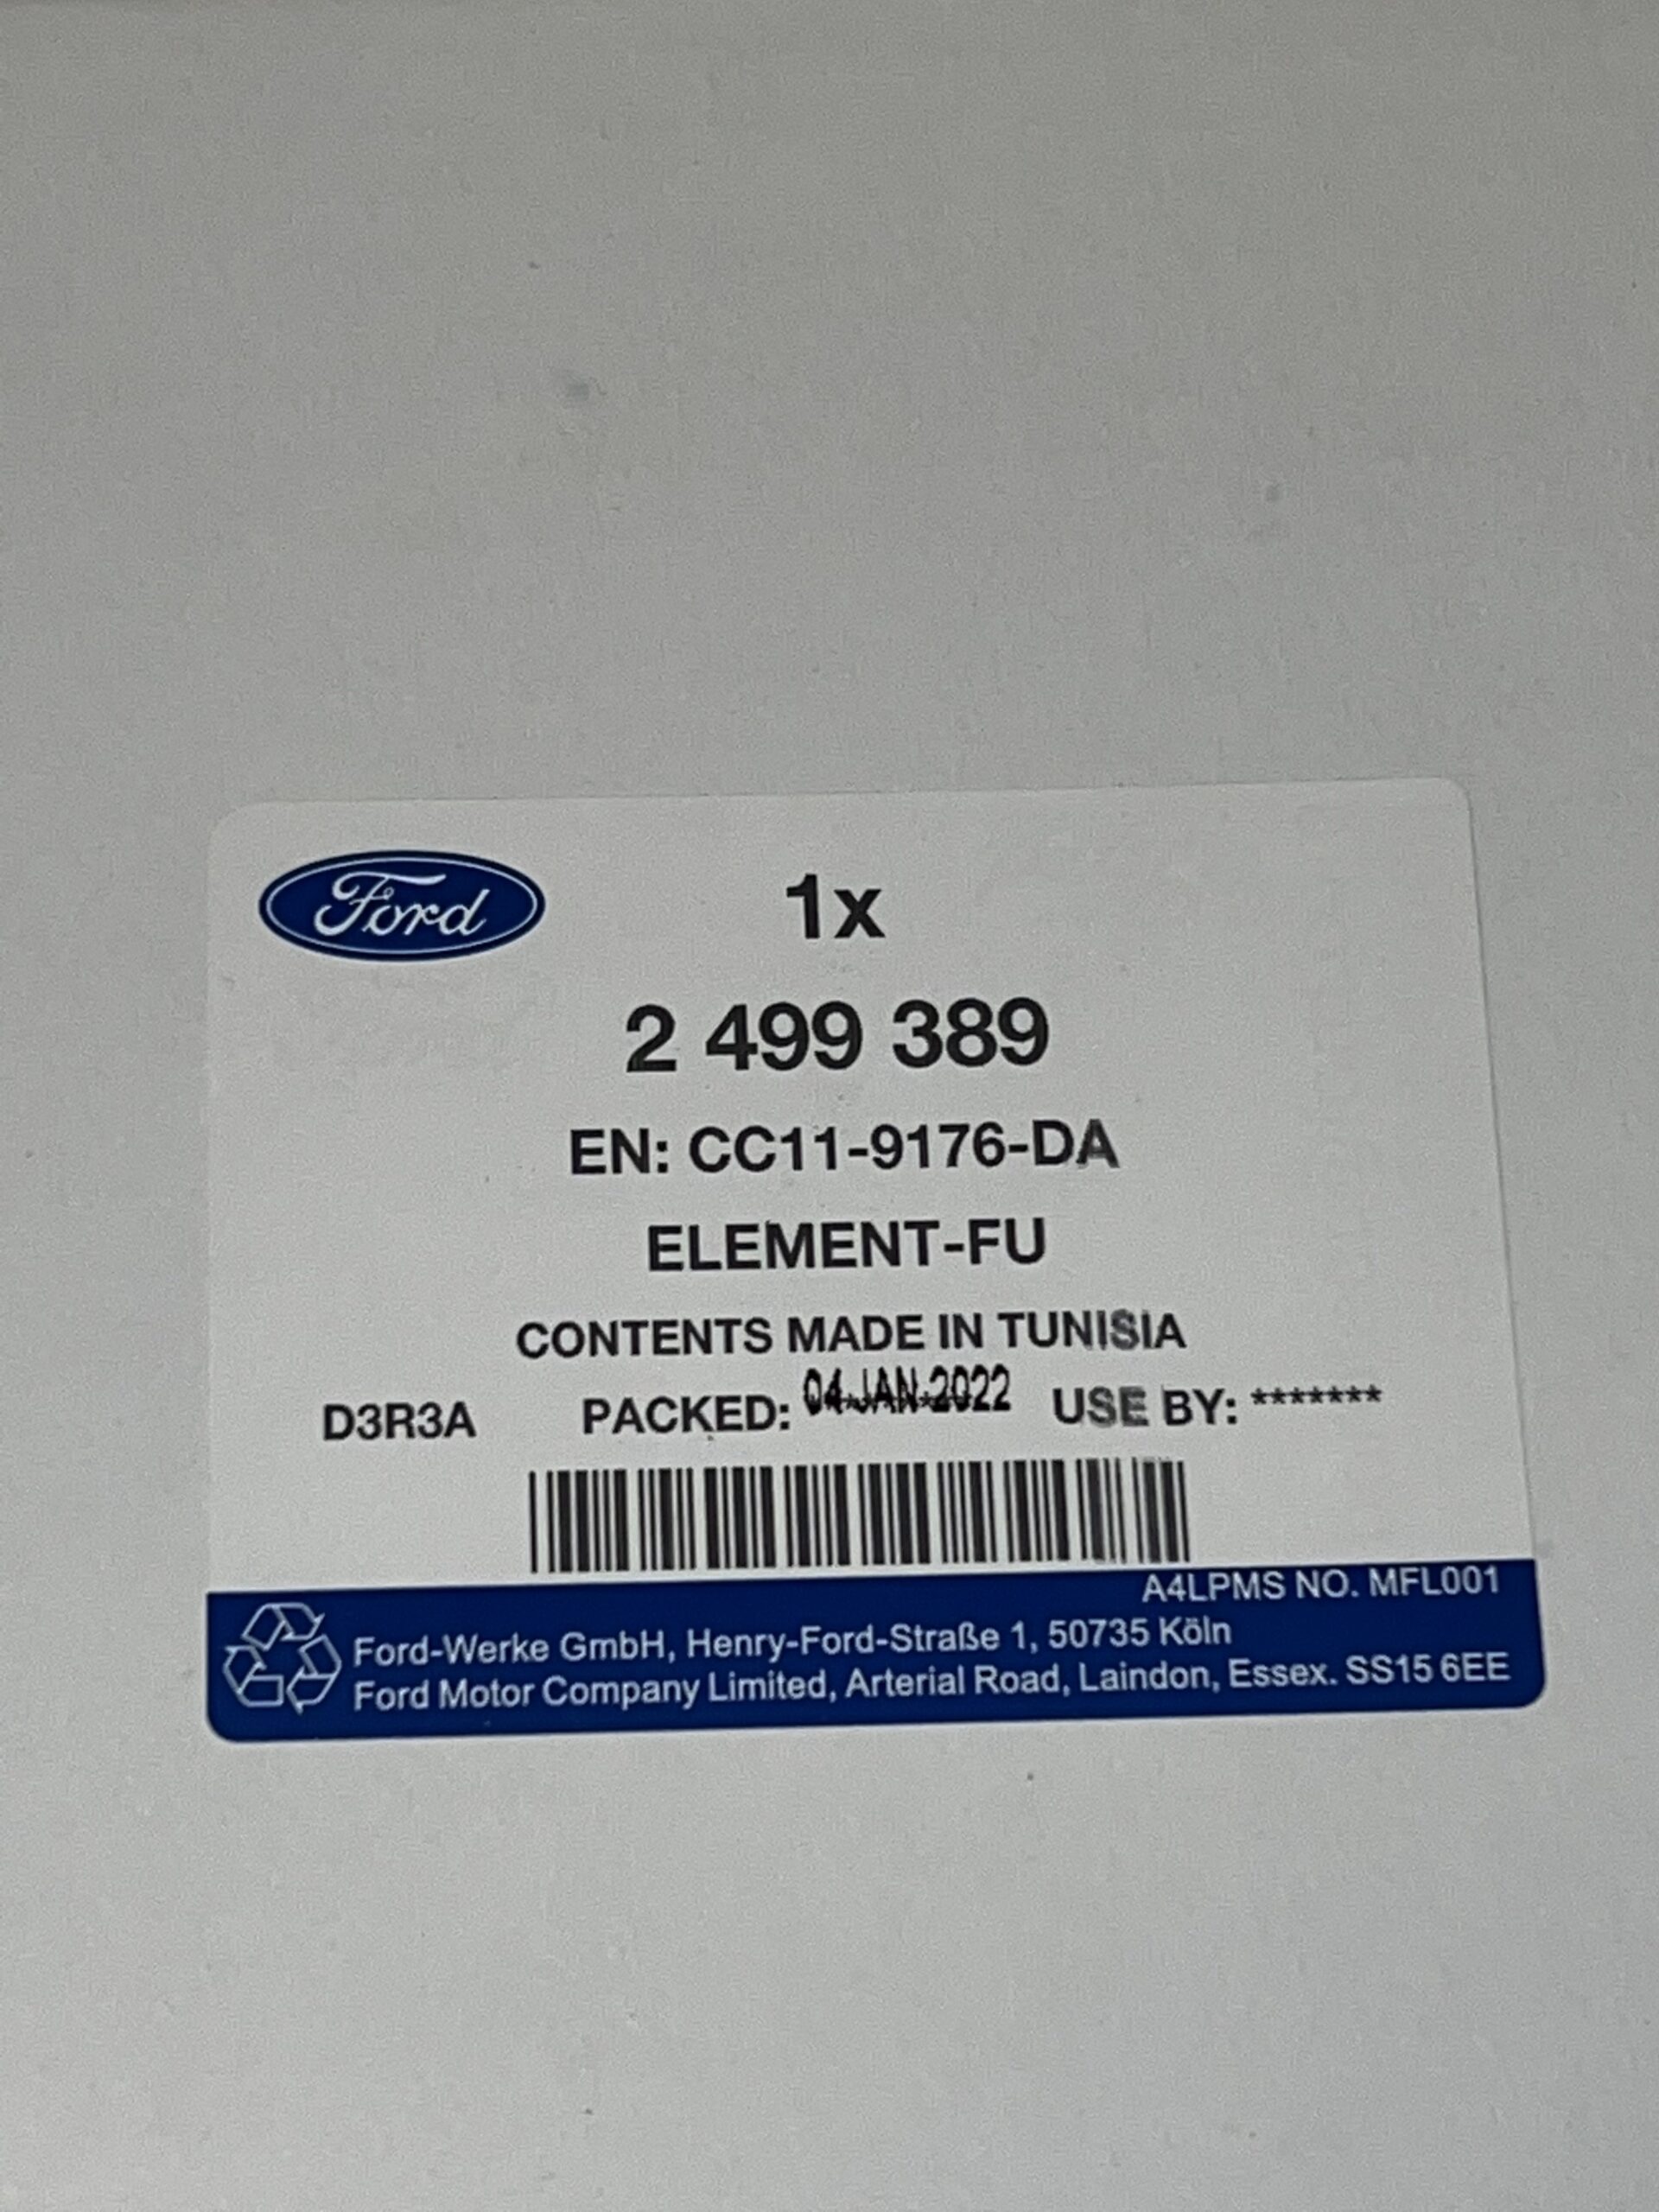 Ford
1x
2 499 389
EN: CC11-9176-DA
ELEMENT-FU
CONTENTS MADE IN TUNISIA
D3R3A PACKED: 04 JAN 2022 USE BY: *******
A4LPMS NO. MFL001
Ford-Werke GmbH, Henry-Ford-Straße 1, 50735 Köln
Ford Motor Company Limited, Arterial Road, Laindon, Essex. SS15 6EE